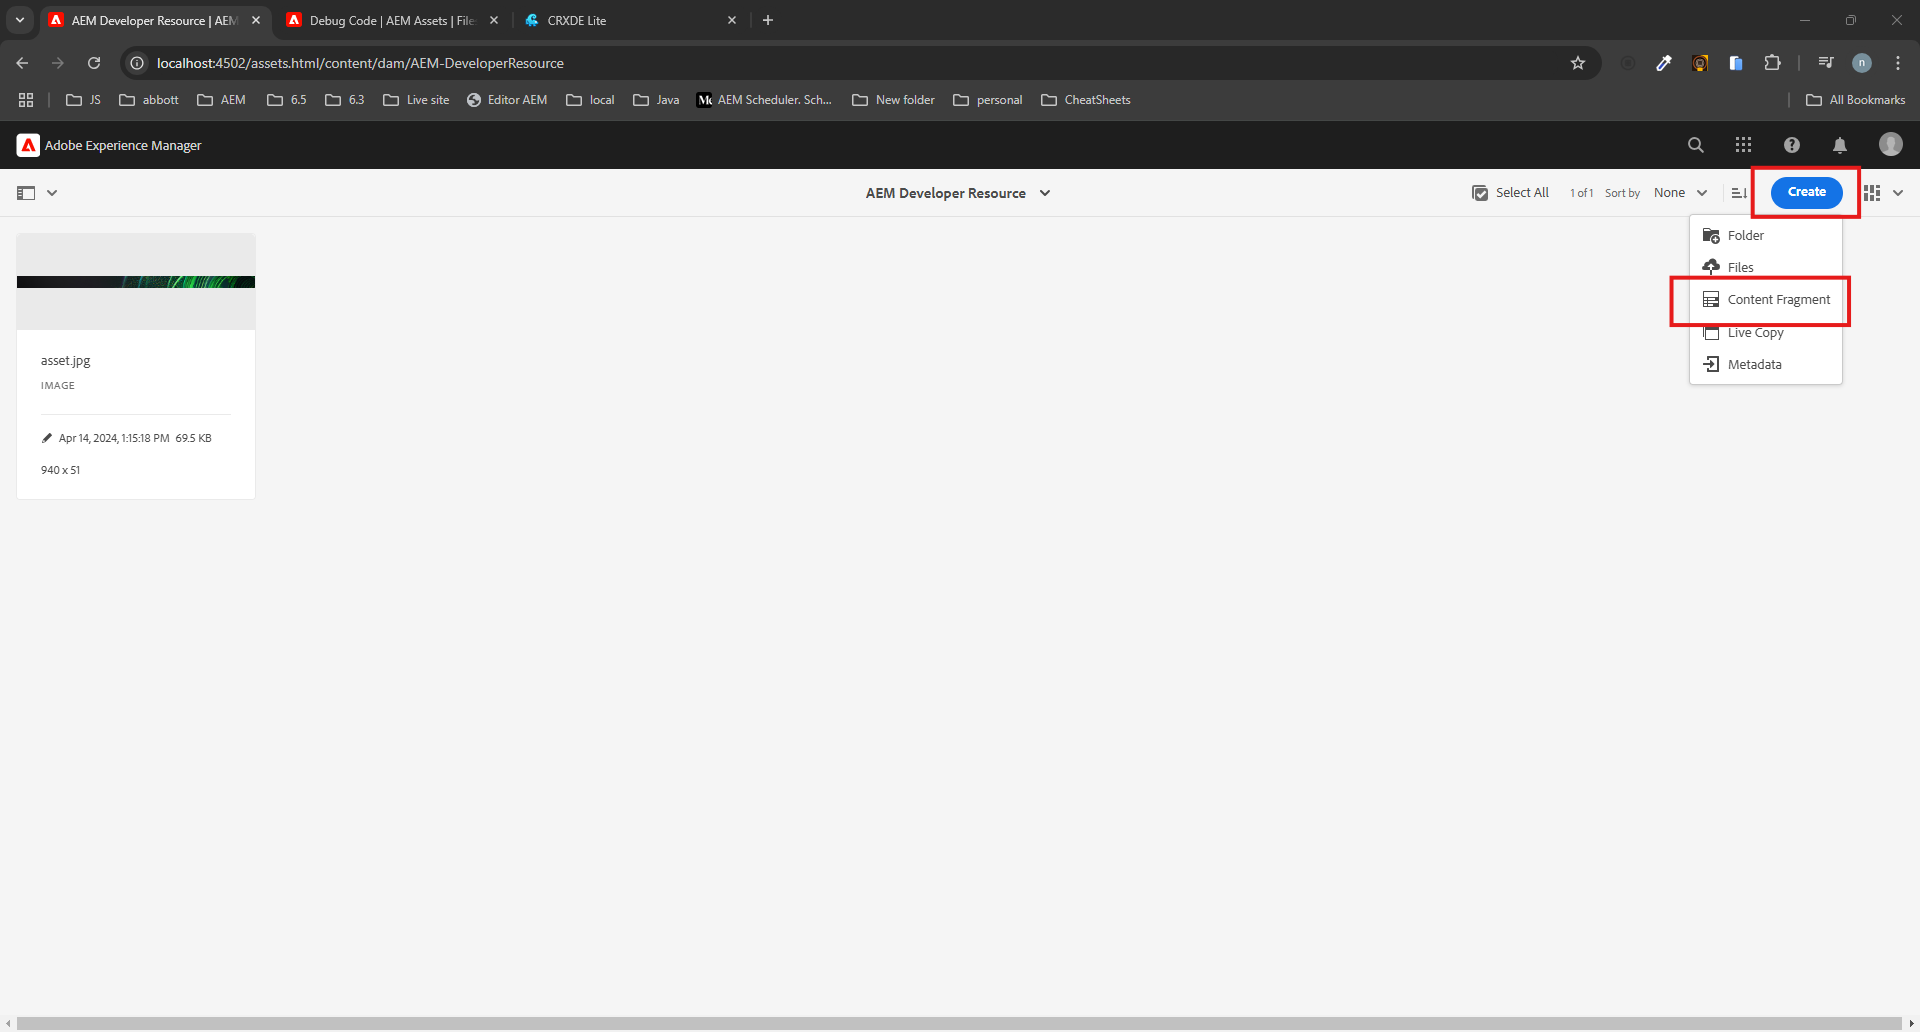 AEM Developer Resource | AEM
Debug Code | AEM Assets | File
CRXDE Lite
localhost:4502/assets.html/content/dam/AEM-DeveloperResource
n
JS
abbott
AEM
6.5
6.3
Live site
Editor AEM
local
Java
AEM Scheduler. Sch...
New folder
personal
CheatSheets
All Bookmarks
Adobe Experience Manager
AEM Developer Resource
Select All
1 of 1
Sort by
None
Create
Folder
Files
Content Fragment
Live Copy
Metadata
asset.jpg
IMAGE
Apr 14, 2024, 1:15:18 PM 69.5 KB
940 x 51